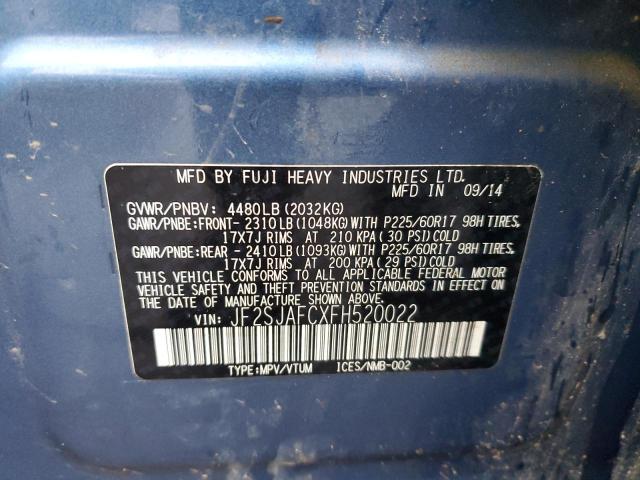 MFD BY FUJI HEAVY INDUSTRIES LTD.
MFD IN 09/14
GVWR/PNBV: 4480LB(2032KG)
GAWR/PNBE:FRONT- 2310LB(1048KG)WITH P225/60R17 98H TIRES,
17X7J RIMS AT 210 KPA(30 PSI)COLD
GAWR/PNBE:REAR - 2410LB(1093KG)WITH P225/60R17 98H TIRES,
17X7J RIMS AT 200 KPA(29 PSI)COLD
THIS VEHICLE CONFORMS TO ALL APPLICABLE FEDERAL MOTOR
VEHICLE SAFETY AND THEFT PREVENTION STANDARDS
IN EFFECT ON THE DATE OF MANUFACTURE SHOWN ABOVE.
VIN: JF2SJAFCXFH520022
TYPE:MPV/VTUM ICES/NMB-002